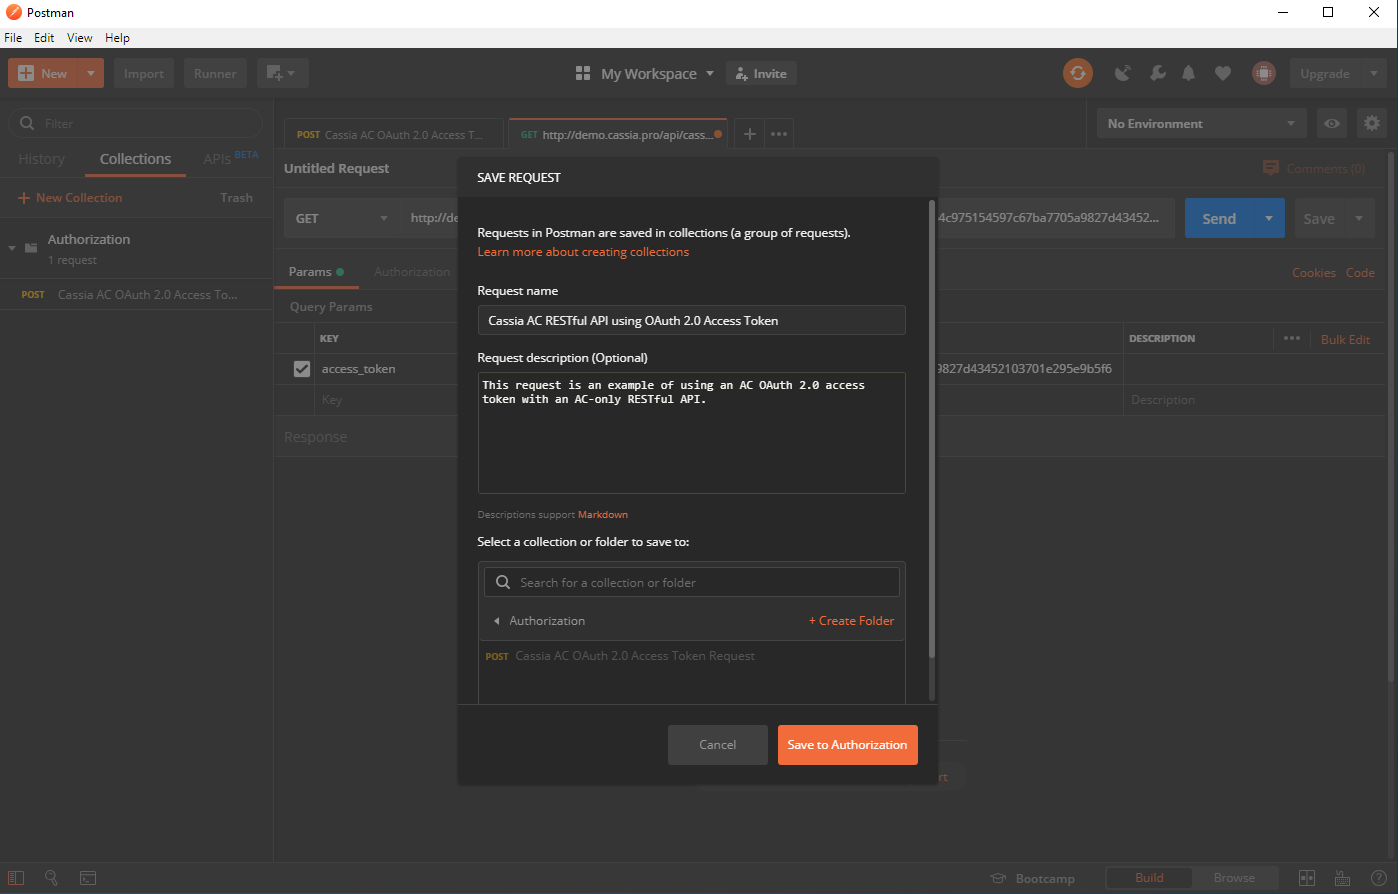 Postman
File Edit View Help
New Import Runner My Workspace Invite Upgrade
Filter
History Collections APIs BETA
New Collection Trash
Authorization
1 request
POST Cassia AC OAuth 2.0 Access To...
POST Cassia AC OAuth 2.0 Access T... GET http://demo.cassia.pro/api/cass...
No Environment
Untitled Request Comments (0)
GET http://de 4c975154597c67ba7705a9827d43452... Send Save
Params Authorization Cookies Code
Query Params
KEY DESCRIPTION Bulk Edit
access_token 9827d43452103701e295e9b5f6
Key Description
Response
SAVE REQUEST
Requests in Postman are saved in collections (a group of requests).
Learn more about creating collections
Request name
Cassia AC RESTful API using OAuth 2.0 Access Token
Request description (Optional)
This request is an example of using an AC OAuth 2.0 access
token with an AC-only RESTful API.
Descriptions support Markdown
Select a collection or folder to save to:
Search for a collection or folder
Authorization + Create Folder
POST Cassia AC OAuth 2.0 Access Token Request
Cancel Save to Authorization
Bootcamp Build Browse